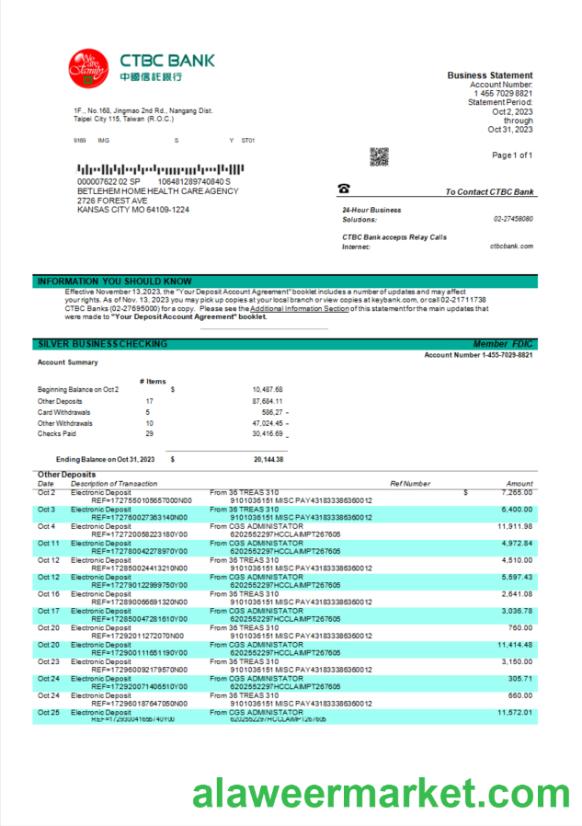 We are Family
CTBC BANK
中國信託銀行
1F., No.168, Jingmao 2nd Rd., Nangang Dist.
Taipei City 115, Taiwan (R.O.C.)
Business Statement
Account Number:
1 455 7029 8821
Statement Period:
Oct 2, 2023
through
Oct 31, 2023
9169 IMG S Y ST01
Page 1 of 1
000007622 02 SP 106481289740840 S
BETLEHEM HOME HEALTH CARE AGENCY
2726 FOREST AVE
KANSAS CITY MO 64109-1224
☎ To Contact CTBC Bank
24-Hour Business
Solutions: 02-27458080
CTBC Bank accepts Relay Calls
Internet: ctbcbank.com
INFORMATION YOU SHOULD KNOW
Effective November 13,2023, the "Your Deposit Account Agreement" booklet includes a number of updates and may affect
your rights. As of Nov. 13, 2023 you may pick up copies at your local branch or view copies at keybank.com, or call 02-21711738
CTBC Banks (02-27695000) for a copy. Please see the Additional Information Section of this statement for the main updates that
were made to "Your Deposit Account Agreement" booklet.
SILVER BUSINESS CHECKING Member FDIC
Account Number 1-455-7029-8821
Account Summary
# Items
Beginning Balance on Oct 2 $ 10,487.68
Other Deposits 17 87,684.11
Card Withdrawals 5 586,27 -
Other Withdrawals 10 47,024.45 -
Checks Paid 29 30,416.69 _
Ending Balance on Oct 31, 2023 $ 20,144.38
Other Deposits
Date Description of Transaction Ref Number Amount
Oct 2 Electronic Deposit From 36 TREAS 310 $ 7,265.00
REF=1727550105657000N00 9101036151 MISC PAY431833386360012
Oct 3 Electronic Deposit From 36 TREAS 310 6,400.00
REF=172760027363140N00 9101036151 MISC PAY431833386360012
Oct 4 Electronic Deposit From CGS ADMINISTATOR 11,911.98
REF=172720058223180Y00 6202552297HCCLAIMPT267605
Oct 11 Electronic Deposit From CGS ADMINISTATOR 4,972.84
REF=172780042278970Y00 6202552297HCCLAIMPT267605
Oct 12 Electronic Deposit From 36 TREAS 310 4,510.00
REF=172850024413210N00 9101036151 MISC PAY431833386360012
Oct 12 Electronic Deposit From CGS ADMINISTATOR 5,597.43
REF=172790122999750Y00 6202552297HCCLAIMPT267605
Oct 16 Electronic Deposit From 36 TREAS 310 2,641.08
REF=172890066691320N00 9101036151 MISC PAY431833386360012
Oct 17 Electronic Deposit From CGS ADMINISTATOR 3,036.78
REF=172850047281610Y00 6202552297HCCLAIMPT267605
Oct.20 Electronic Deposit From 36 TREAS 310 760.00
REF=17292011272070N00 9101036151 MISC PAY431833386360012
Oct.20 Electronic Deposit From CGS ADMINISTATOR 11,414.48
REF=172900111651190Y00 6202552297HCCLAIMPT267605
Oct.23 Electronic Deposit From 36 TREAS 310 3,150.00
REF=172960092179570N00 9101036151 MISC PAY431833386360012
Oct.24 Electronic Deposit From CGS ADMINISTATOR 305.71
REF=172920071406510Y00 6202552297HCCLAIMPT267605
Oct 24 Electronic Deposit From 36 TREAS 310 660.00
REF=172960187647050N00 9101036151 MISC PAY431833386360012
Oct 25 Electronic Deposit From CGS ADMINISTATOR 11,572.01
REF=172930041656740Y00 6202552297HCCLAIMPT267605
alaweermarket.com